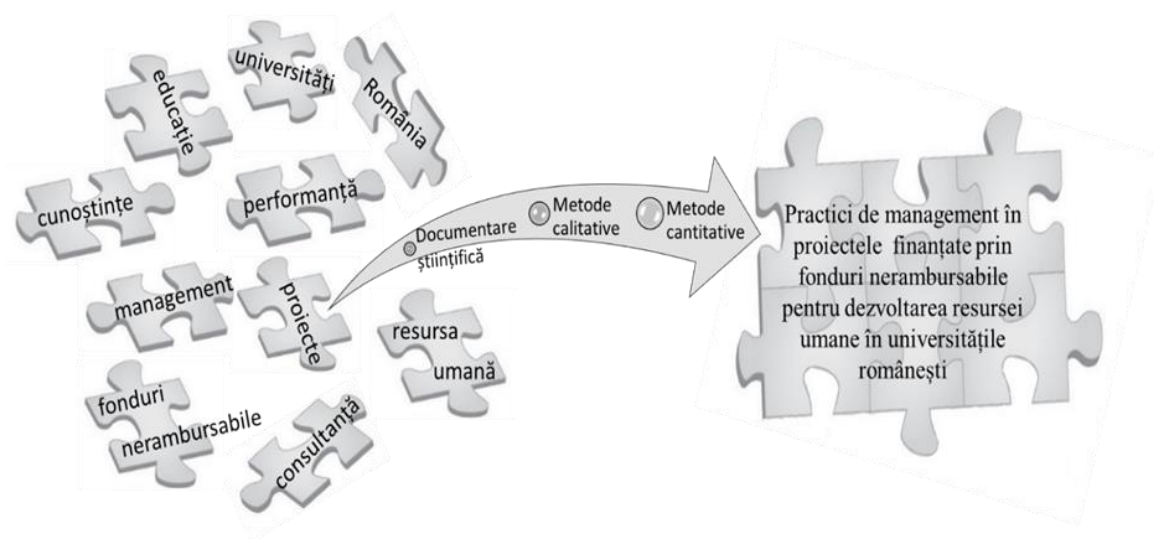 educație
universități
România
cunoștințe
performanță
management
proiecte
resursa
umană
fonduri
nerambursabile
consultanță
Documentare
științifică
Metode
calitative
Metode
cantitative
Practici de management în
proiectele finanțate prin
fonduri nerambursabile
pentru dezvoltarea resursei
umane în universitățile
românești